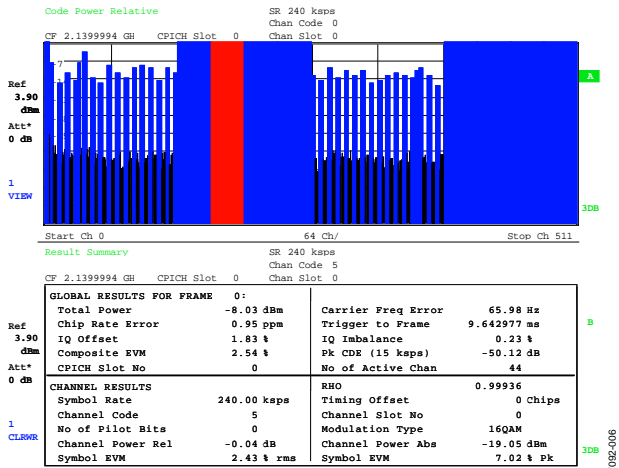 Code Power Relative
SR 240 ksps
Chan Code 0
CF 2.1399994 GH CPICH Slot 0 Chan Slot 0
Ref
3.90
dBm
Att*
0 dB
1
VIEW
A
3DB
Start Ch 0 64 Ch/ Stop Ch 511
Result Summary
SR 240 ksps
Chan Code 5
CF 2.1399994 GH CPICH Slot 0 Chan Slot 0
GLOBAL RESULTS FOR FRAME 0:
Total Power -8.03 dBm Carrier Freq Error 65.98 Hz
Chip Rate Error 0.95 ppm Trigger to Frame 9.642977 ms
IQ Offset 1.83 % IQ Imbalance 0.23 %
Composite EVM 2.54 % Pk CDE (15 ksps) -50.12 dB
CPICH Slot No 0 No of Active Chan 44
CHANNEL RESULTS RHO 0.99936
Symbol Rate 240.00 ksps Timing Offset 0 Chips
Channel Code 5 Channel Slot No 0
No of Pilot Bits 0 Modulation Type 16QAM
Channel Power Rel -0.04 dB Channel Power Abs -19.05 dBm
Symbol EVM 2.43 % rms Symbol EVM 7.02 % Pk
Ref
3.90
dBm
Att*
0 dB
1
CLRWR
B
3DB
092-006